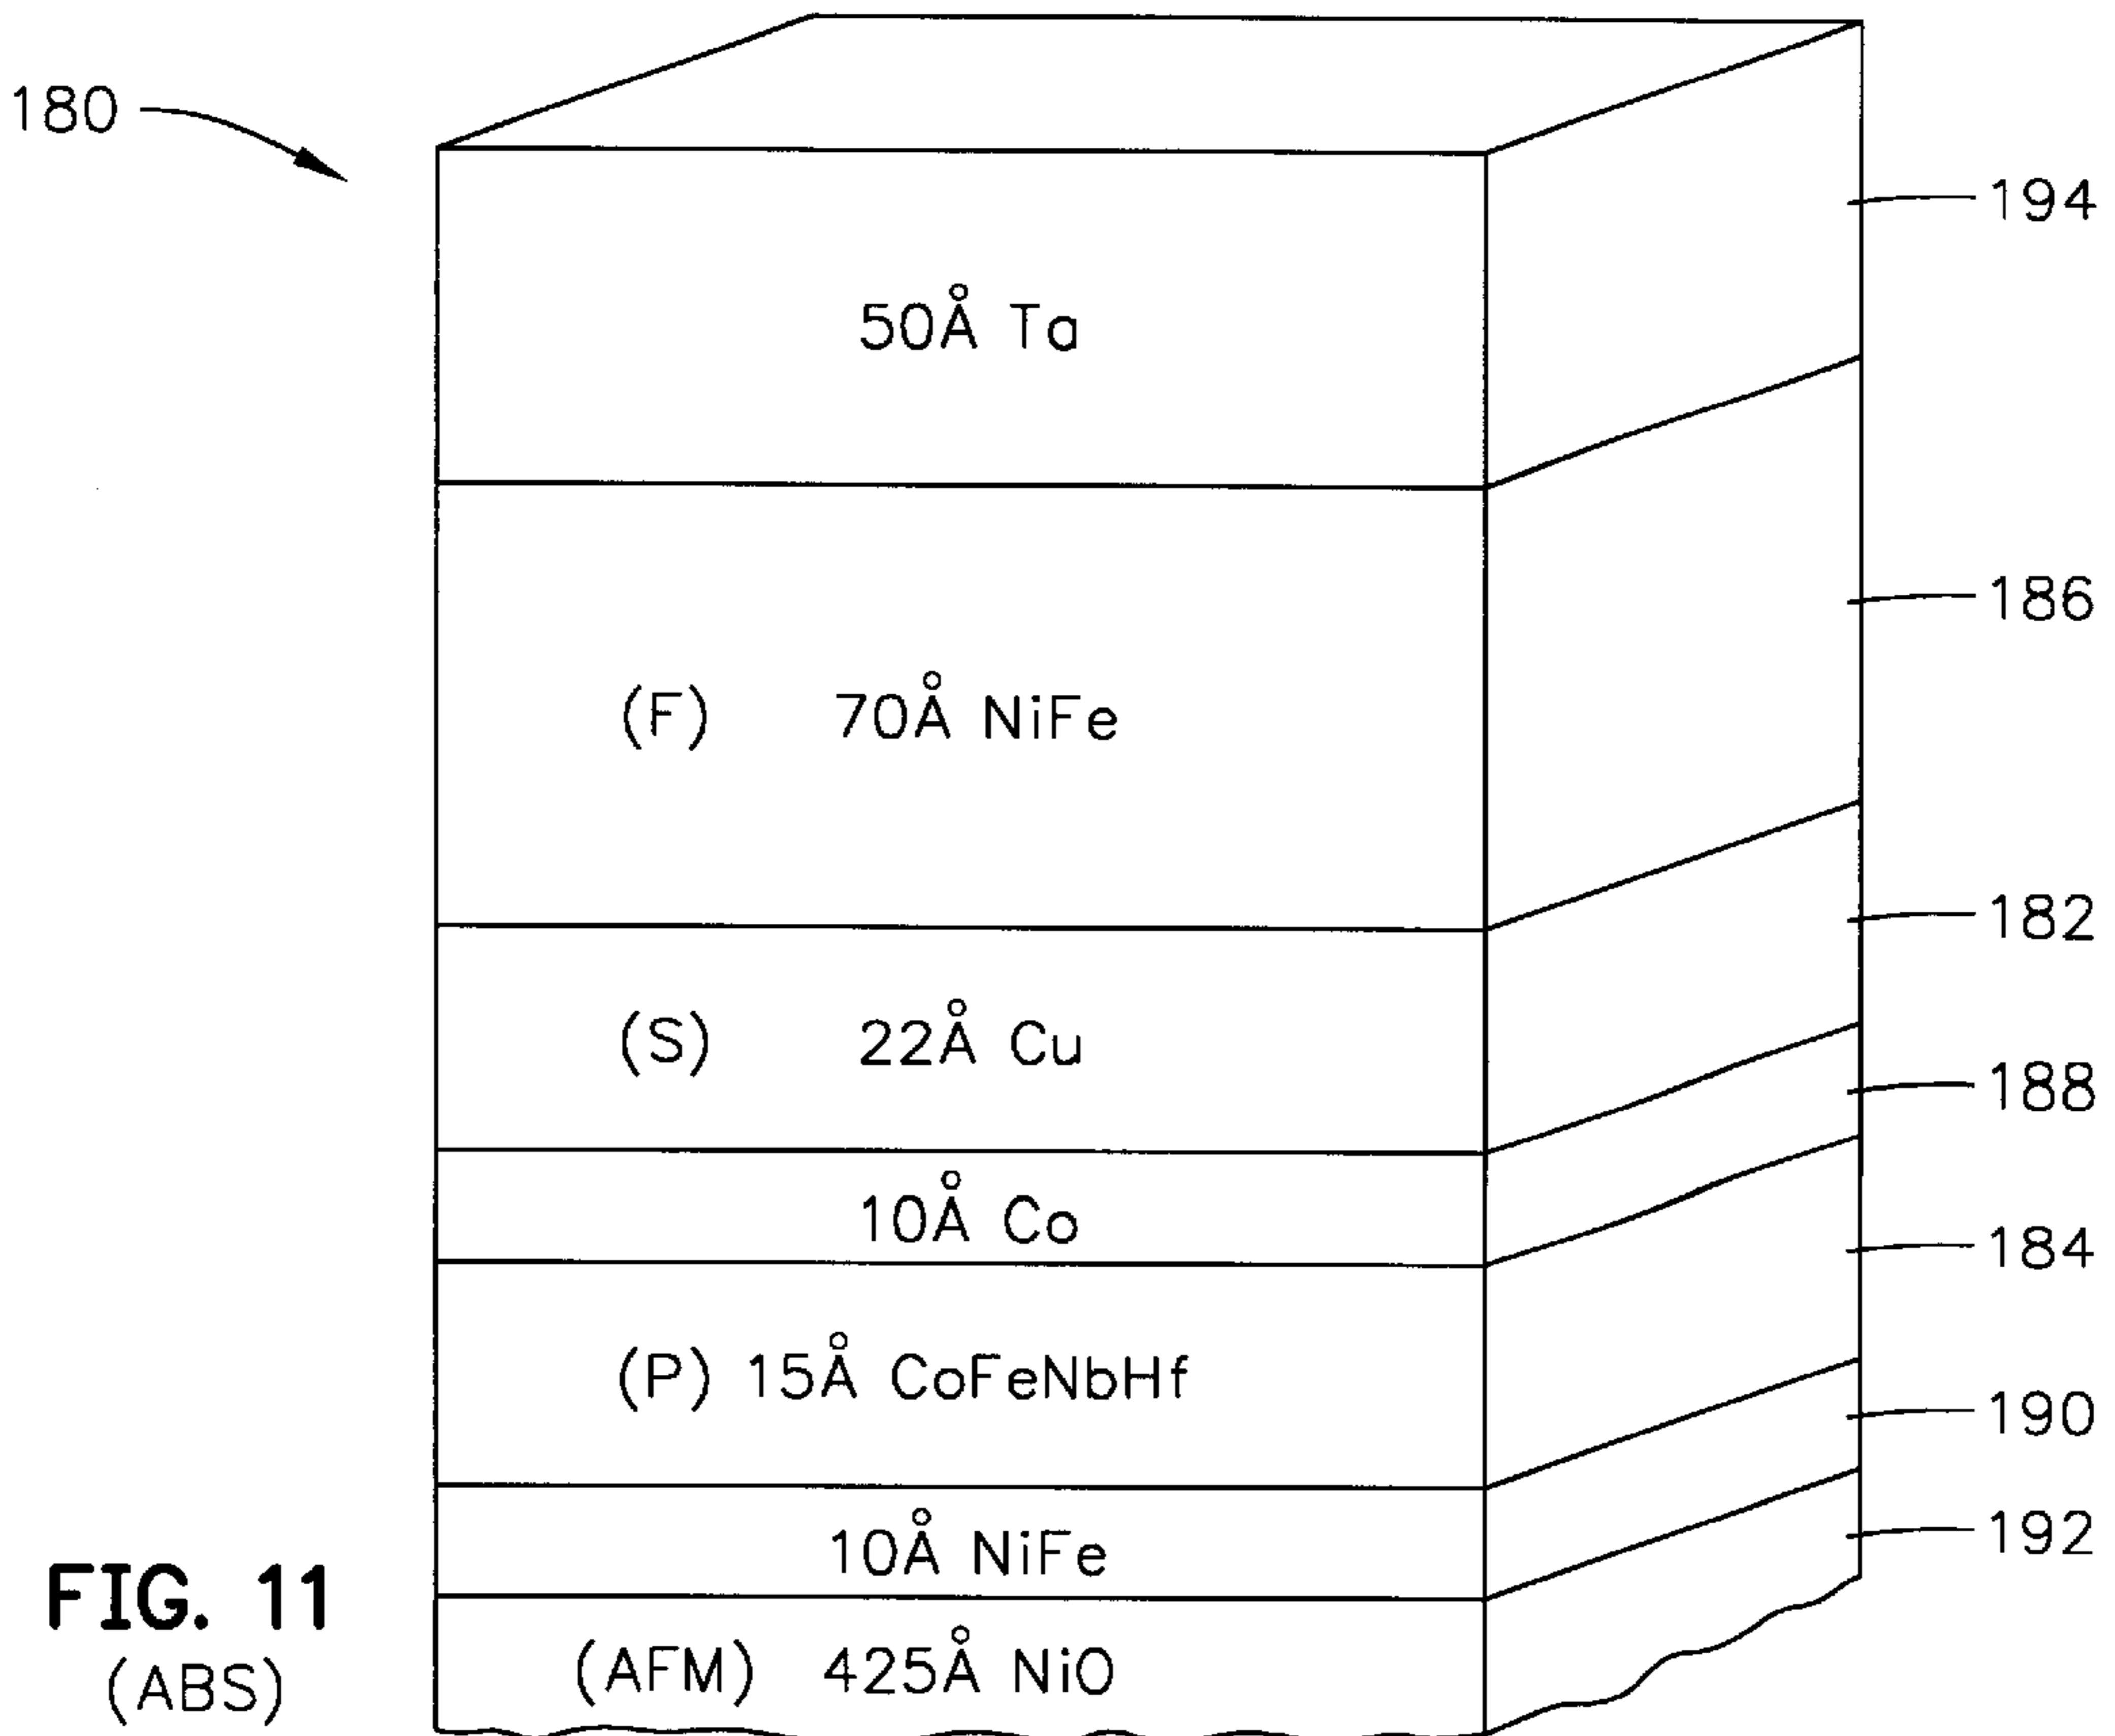 180
194
50Å Ta
186
(F) 70Å NiFe
182
(S) 22Å Cu
188
10Å Co
184
(P) 15Å CoFeNbHf
190
10Å NiFe
192
(AFM) 425Å NiO
FIG. 11
(ABS)